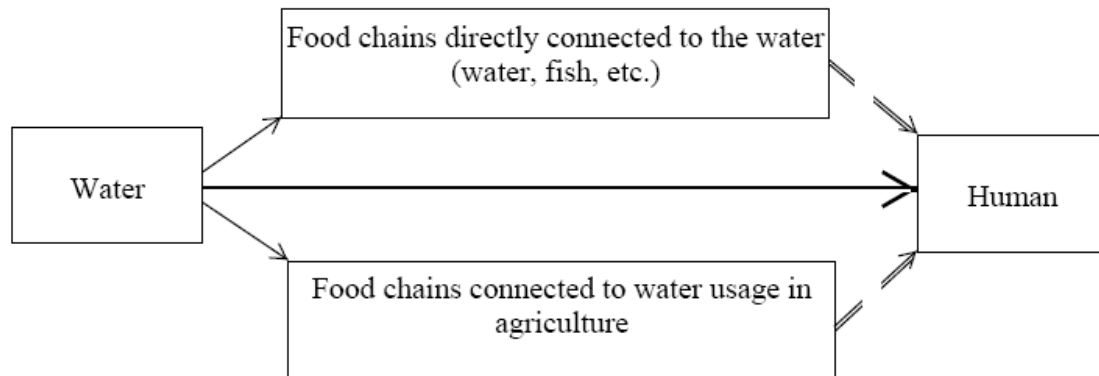 Food chains directly connected to the water
(water, fish, etc.)
Water
Human
Food chains connected to water usage in
agriculture